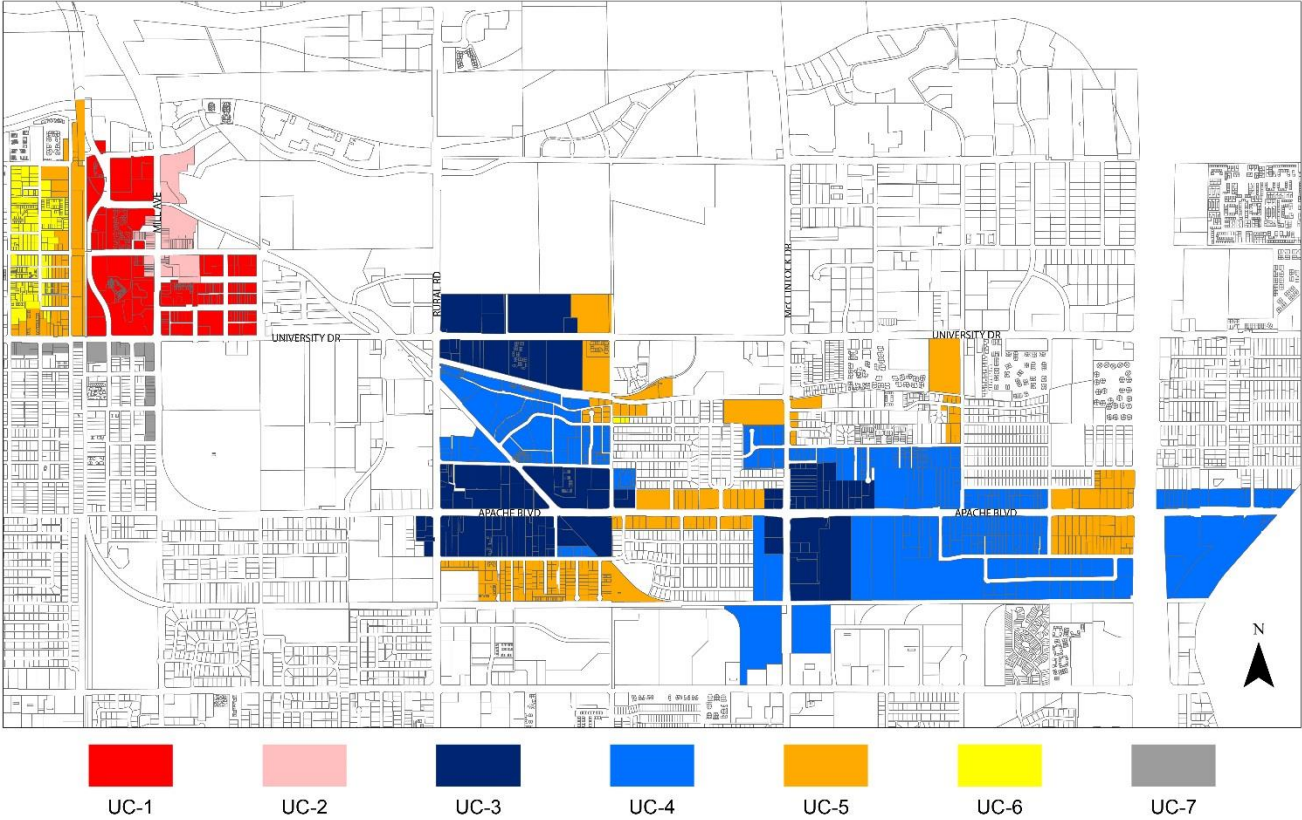 MILL AVE
RURAL RD
McCLINTOCK DR
UNIVERSITY DR
UNIVERSITY DR
APACHE BLVD
APACHE BLVD
N
UC-1
UC-2
UC-3
UC-4
UC-5
UC-6
UC-7